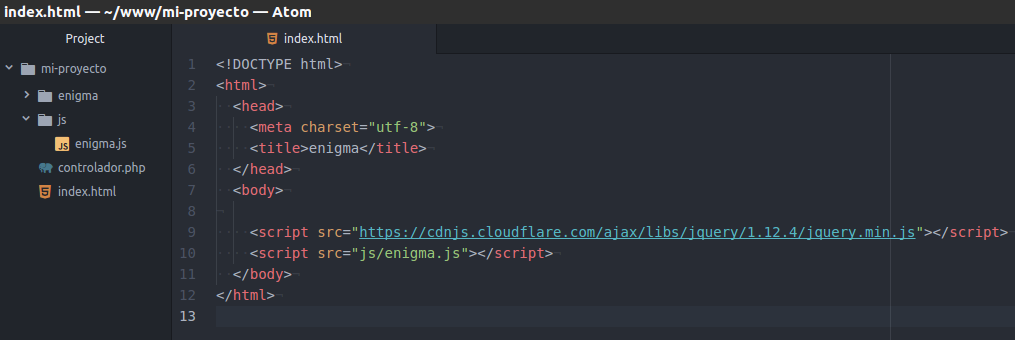 index.html — ~/www/mi-proyecto — Atom
Project
mi-proyecto
enigma
js
enigma.js
controlador.php
index.html
index.html
1 <!DOCTYPE html>
2 <html>
3 <head>
4 <meta charset="utf-8">
5 <title>enigma</title>
6 </head>
7 <body>
8
9 <script src="https://cdnjs.cloudflare.com/ajax/libs/jquery/1.12.4/jquery.min.js"></script>
10 <script src="js/enigma.js"></script>
11 </body>
12 </html>
13